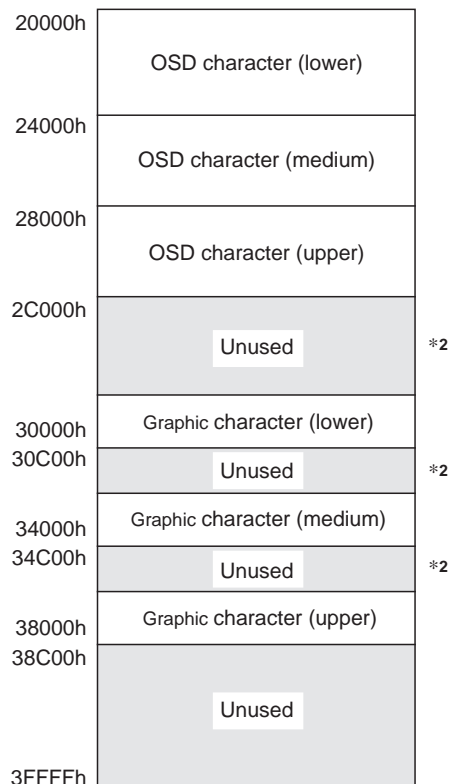 20000h
OSD character (lower)
24000h
OSD character (medium)
28000h
OSD character (upper)
2C000h
Unused *2
30000h Graphic character (lower)
30C00h
Unused *2
34000h Graphic character (medium)
34C00h
Unused *2
38000h Graphic character (upper)
38C00h
Unused
3FFFFh